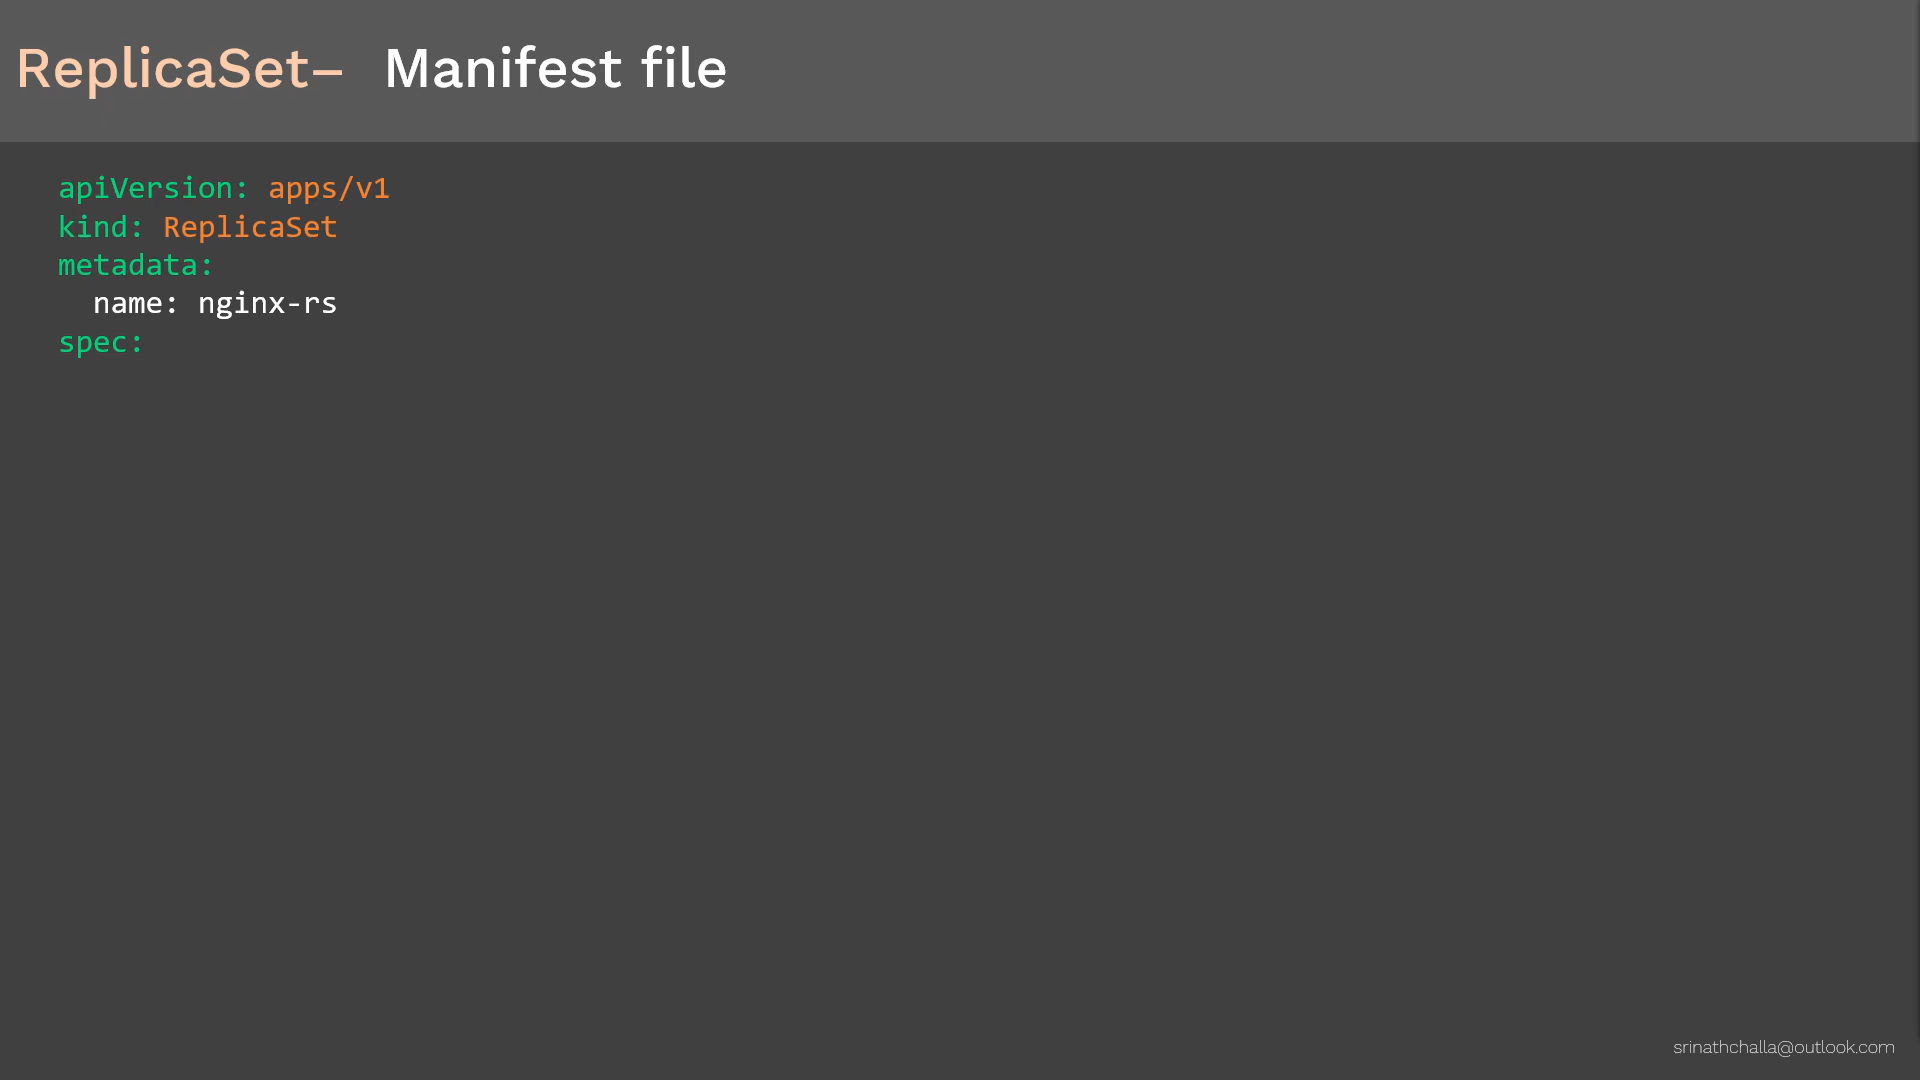 ReplicaSet– Manifest file
apiVersion: apps/v1
kind: ReplicaSet
metadata:
  name: nginx-rs
spec:
srinathchalla@outlook.com